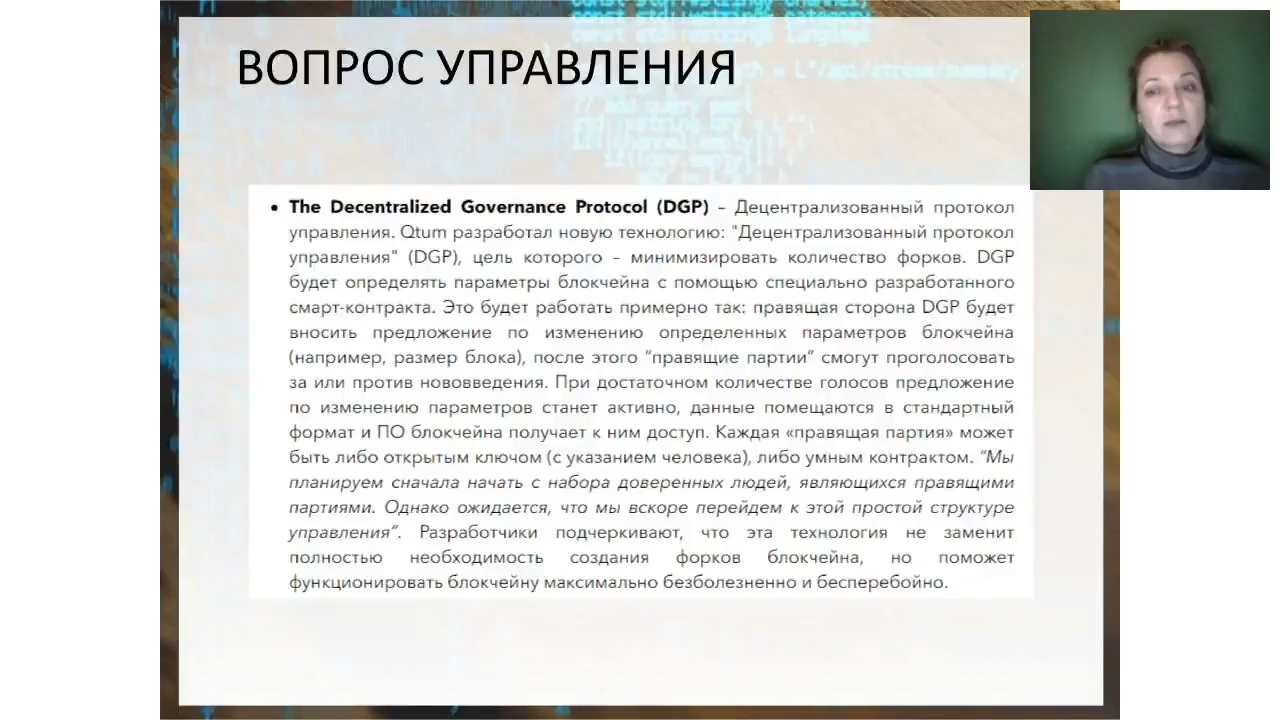 ВОПРОС УПРАВЛЕНИЯ
• The Decentralized Governance Protocol (DGP) – Децентрализованный протокол
управления. Qtum разработал новую технологию: "Децентрализованный протокол
управления" (DGP), цель которого – минимизировать количество форков. DGP
будет определять параметры блокчейна с помощью специально разработанного
смарт-контракта. Это будет работать примерно так: правящая сторона DGP будет
вносить предложение по изменению определенных параметров блокчейна
(например, размер блока), после этого “правящие партии” смогут проголосовать
за или против нововведения. При достаточном количестве голосов предложение
по изменению параметров станет активно, данные помещаются в стандартный
формат и ПО блокчейна получает к ним доступ. Каждая «правящая партия» может
быть либо открытым ключом (с указанием человека), либо умным контрактом. “Мы
планируем сначала начать с набора доверенных людей, являющихся правящими
партиями. Однако ожидается, что мы вскоре перейдем к этой простой структуре
управления”. Разработчики подчеркивают, что эта технология не заменит
полностью необходимость создания форков блокчейна, но поможет
функционировать блокчейну максимально безболезненно и бесперебойно.